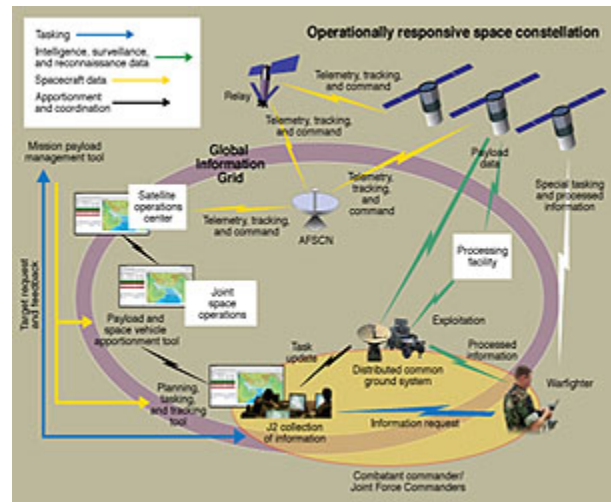 Tasking
Intelligence, surveillance,
and reconnaissance data
Spacecraft data
Apportionment
and coordination
Operationally responsive space constellation
Relay
Telemetry, tracking,
and command
Telemetry, tracking,
and command
Mission payload
management tool
Global
Information
Grid
Payload
data
Satellite
operations
center
Telemetry,
tracking,
and
command
Special tasking
and processed
information
Telemetry, tracking,
and command
AFSCN
Processing
facility
Target request
and feedback
Joint
space
operations
Payload and
space vehicle
apportionment tool
Exploitation
Task
update
Processed
information
Distributed common
ground system
Planning,
tasking,
and tracking
tool
Warfighter
J2 collection
of information
Information request
Combatant commander/
Joint Force Commanders